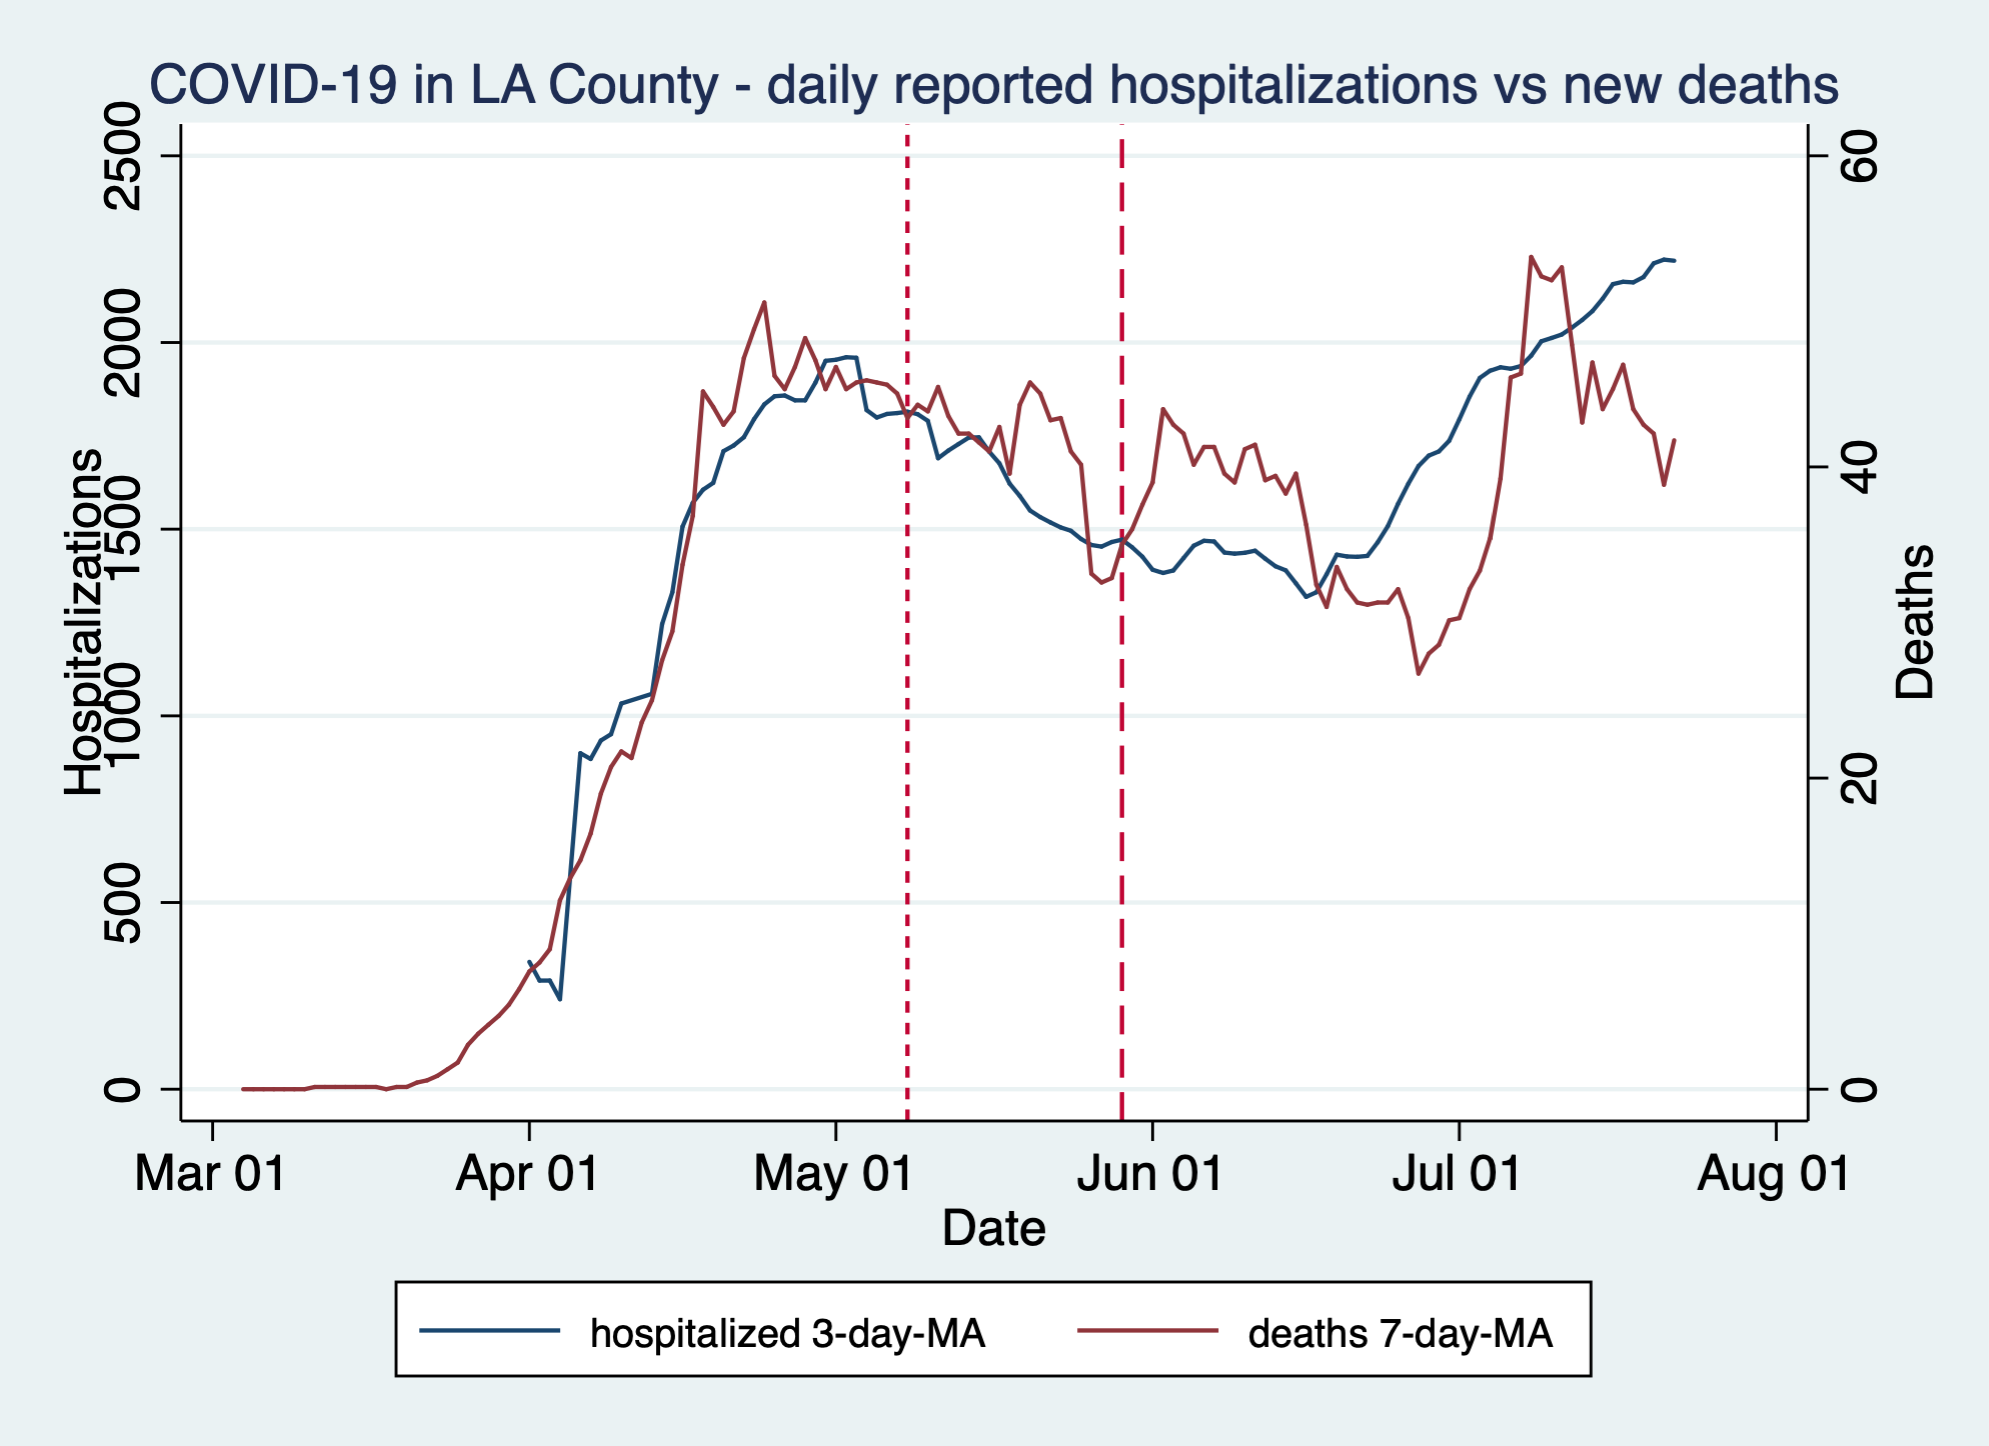 COVID-19 in LA County - daily reported hospitalizations vs new deaths
Hospitalizations
2500
2000
1500
1000
500
0
60
40
20
0
Deaths
Mar 01 Apr 01 May 01 Jun 01 Jul 01 Aug 01
Date
hospitalized 3-day-MA deaths 7-day-MA